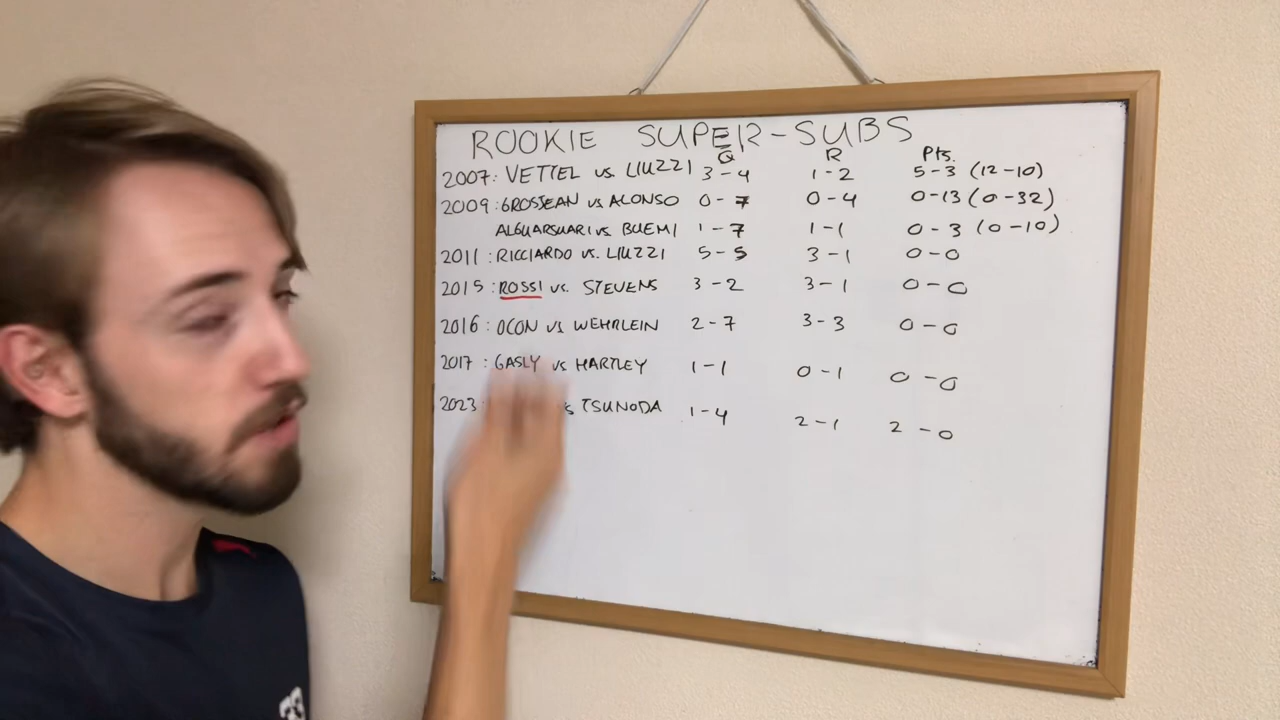 ROOKIE SUPER-SUBS
Q R Pts.
2007: VETTEL vs LIUZZI 3-4 1-2 5-3 (12-10)
2009: GROSJEAN vs ALONSO 0-7 0-4 0-13 (0-32)
ALGUARSUARI vs BUEMI 1-7 1-1 0-3 (0-10)
2011: RICCIARDO vs. LIUZZI 5-5 3-1 0-0
2015: ROSSI vs. STEVENS 3-2 3-1 0-0
2016: OCON vs WEHRLEIN 2-7 3-3 0-0
2017: GASLY vs HARTLEY 1-1 0-1 0-0
2023: TSUNODA 1-4 2-1 2-0